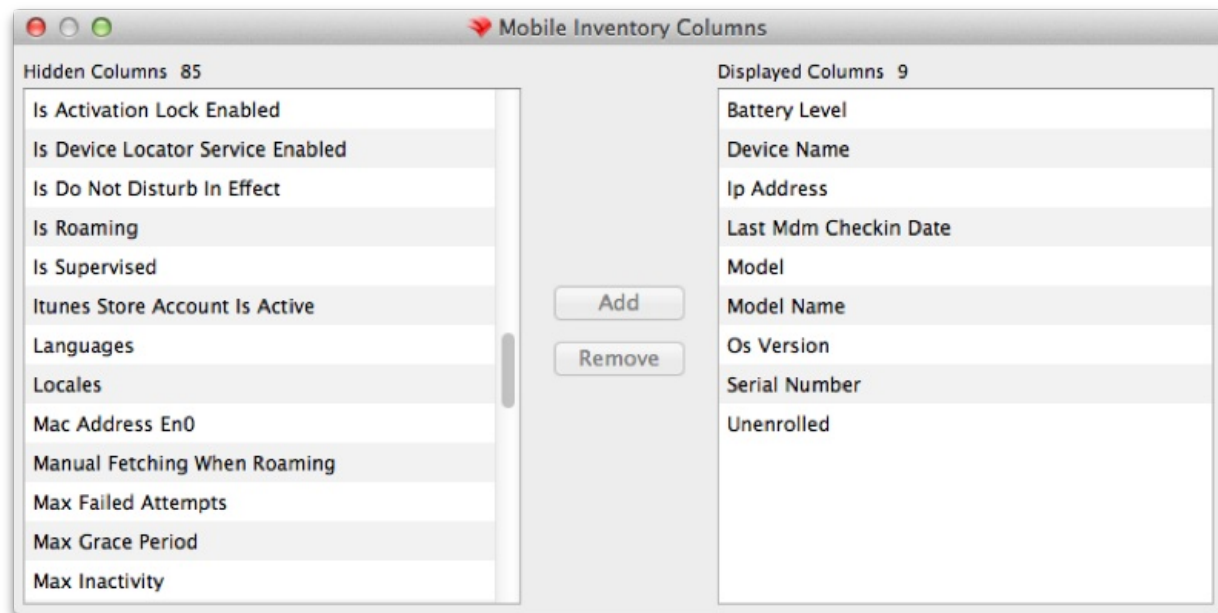 Mobile Inventory Columns
Hidden Columns 85
Is Activation Lock Enabled
Is Device Locator Service Enabled
Is Do Not Disturb In Effect
Is Roaming
Is Supervised
Itunes Store Account Is Active
Languages
Locales
Mac Address En0
Manual Fetching When Roaming
Max Failed Attempts
Max Grace Period
Max Inactivity
Add
Remove
Displayed Columns 9
Battery Level
Device Name
Ip Address
Last Mdm Checkin Date
Model
Model Name
Os Version
Serial Number
Unenrolled